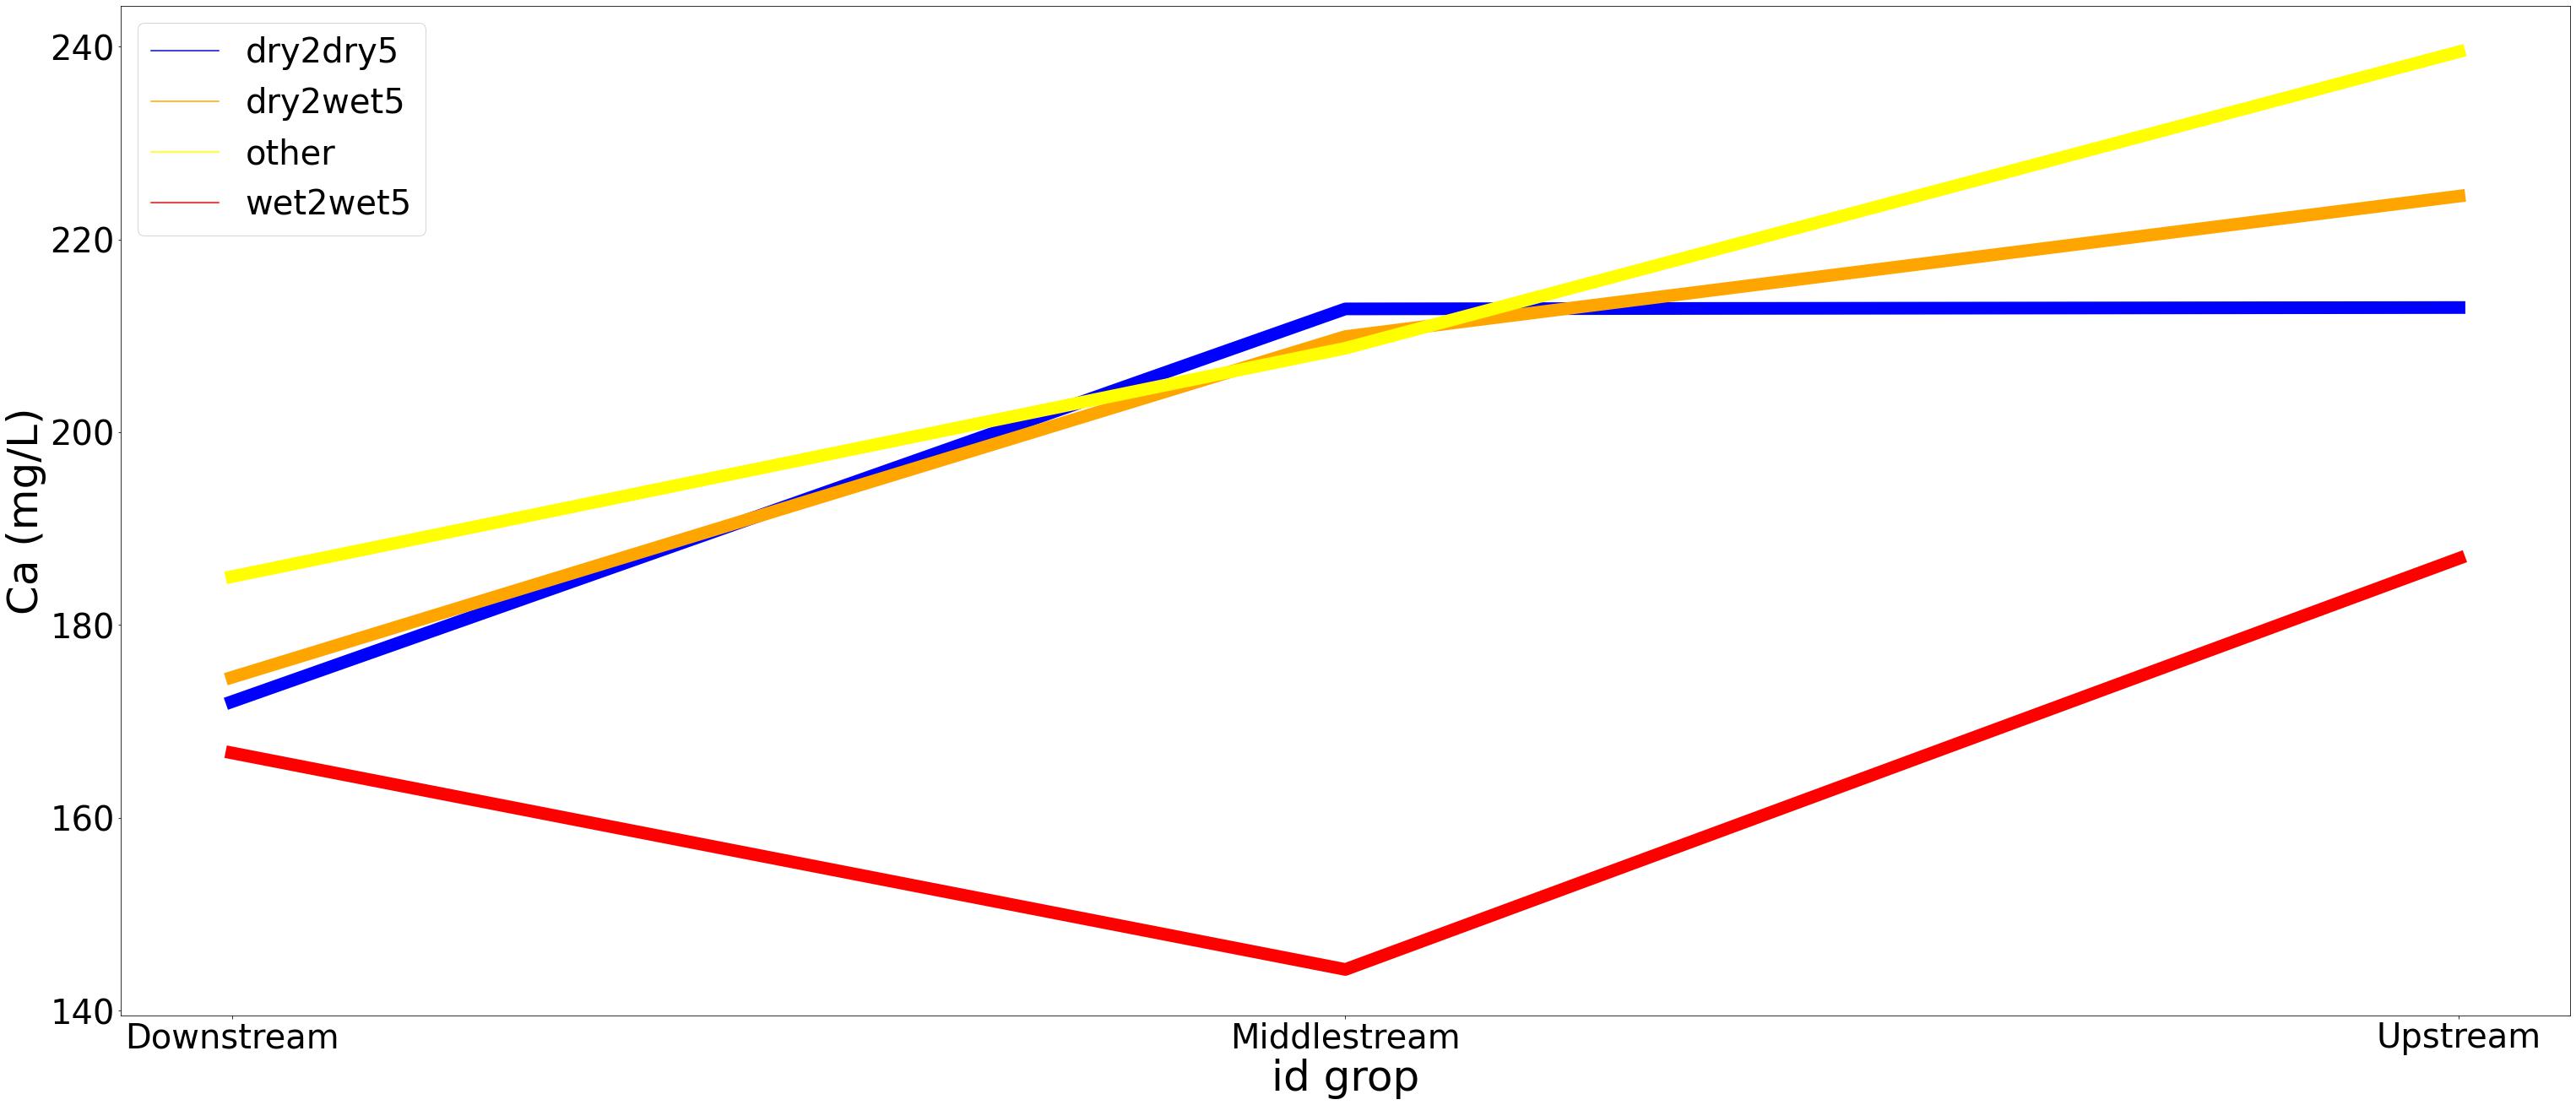 240
220
200
180
160
140
Ca (mg/L)
dry2dry5
dry2wet5
other
wet2wet5
Downstream
Middlestream
Upstream
id grop